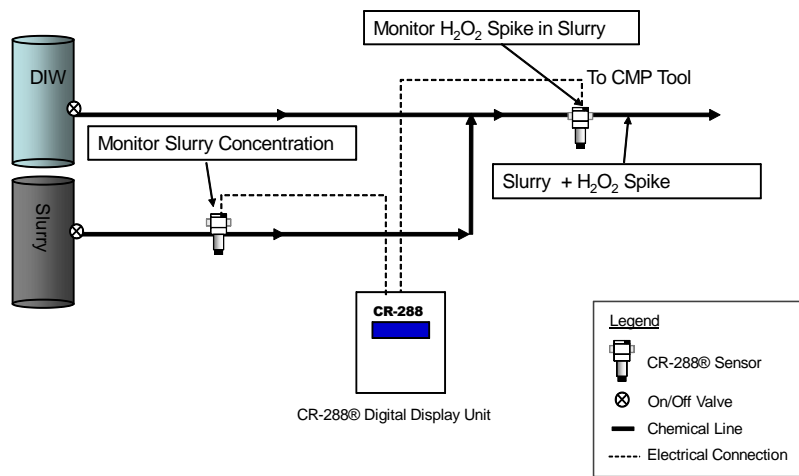 Monitor H₂O₂ Spike in Slurry
DIW
To CMP Tool
Monitor Slurry Concentration
Slurry + H₂O₂ Spike
Slurry
CR-288
CR-288® Digital Display Unit
Legend
CR-288® Sensor
On/Off Valve
Chemical Line
Electrical Connection